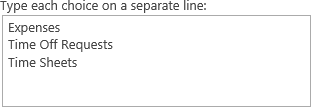 Type each choice on a separate line:
Expenses
Time Off Requests
Time Sheets